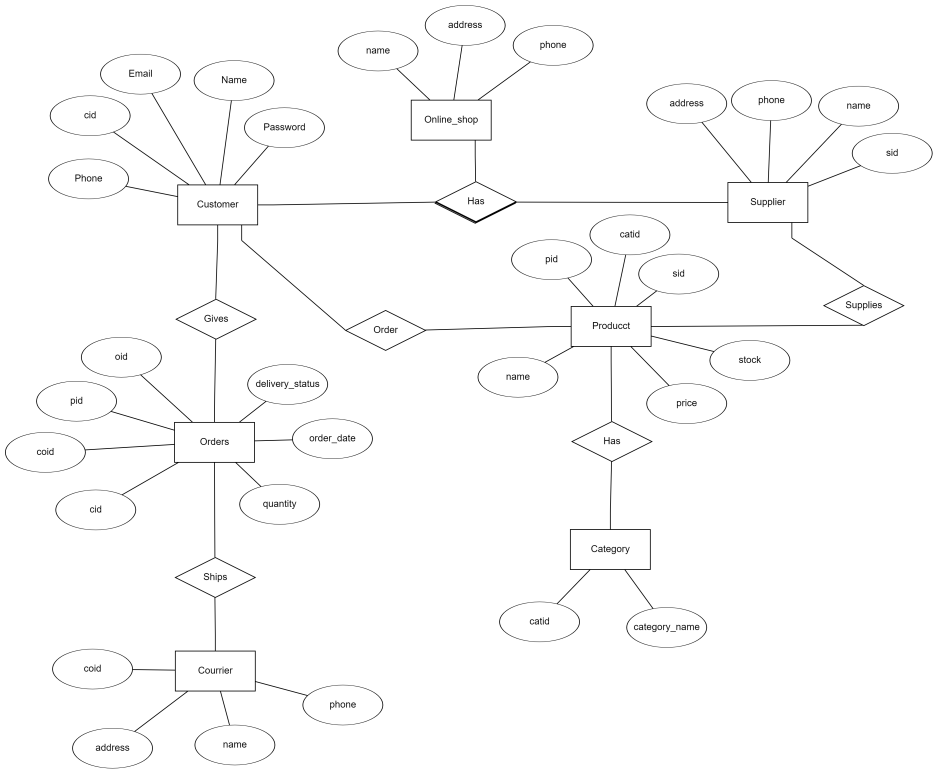 address
name
phone
Email
Name
cid
Password
Phone
Online_shop
address
phone
name
sid
Customer
Has
Supplier
catid
pid
sid
Supplies
Gives
Order
Producct
stock
name
price
oid
delivery_status
pid
Orders
order_date
coid
Has
cid
quantity
Category
Ships
catid
category_name
coid
Courrier
phone
address
name